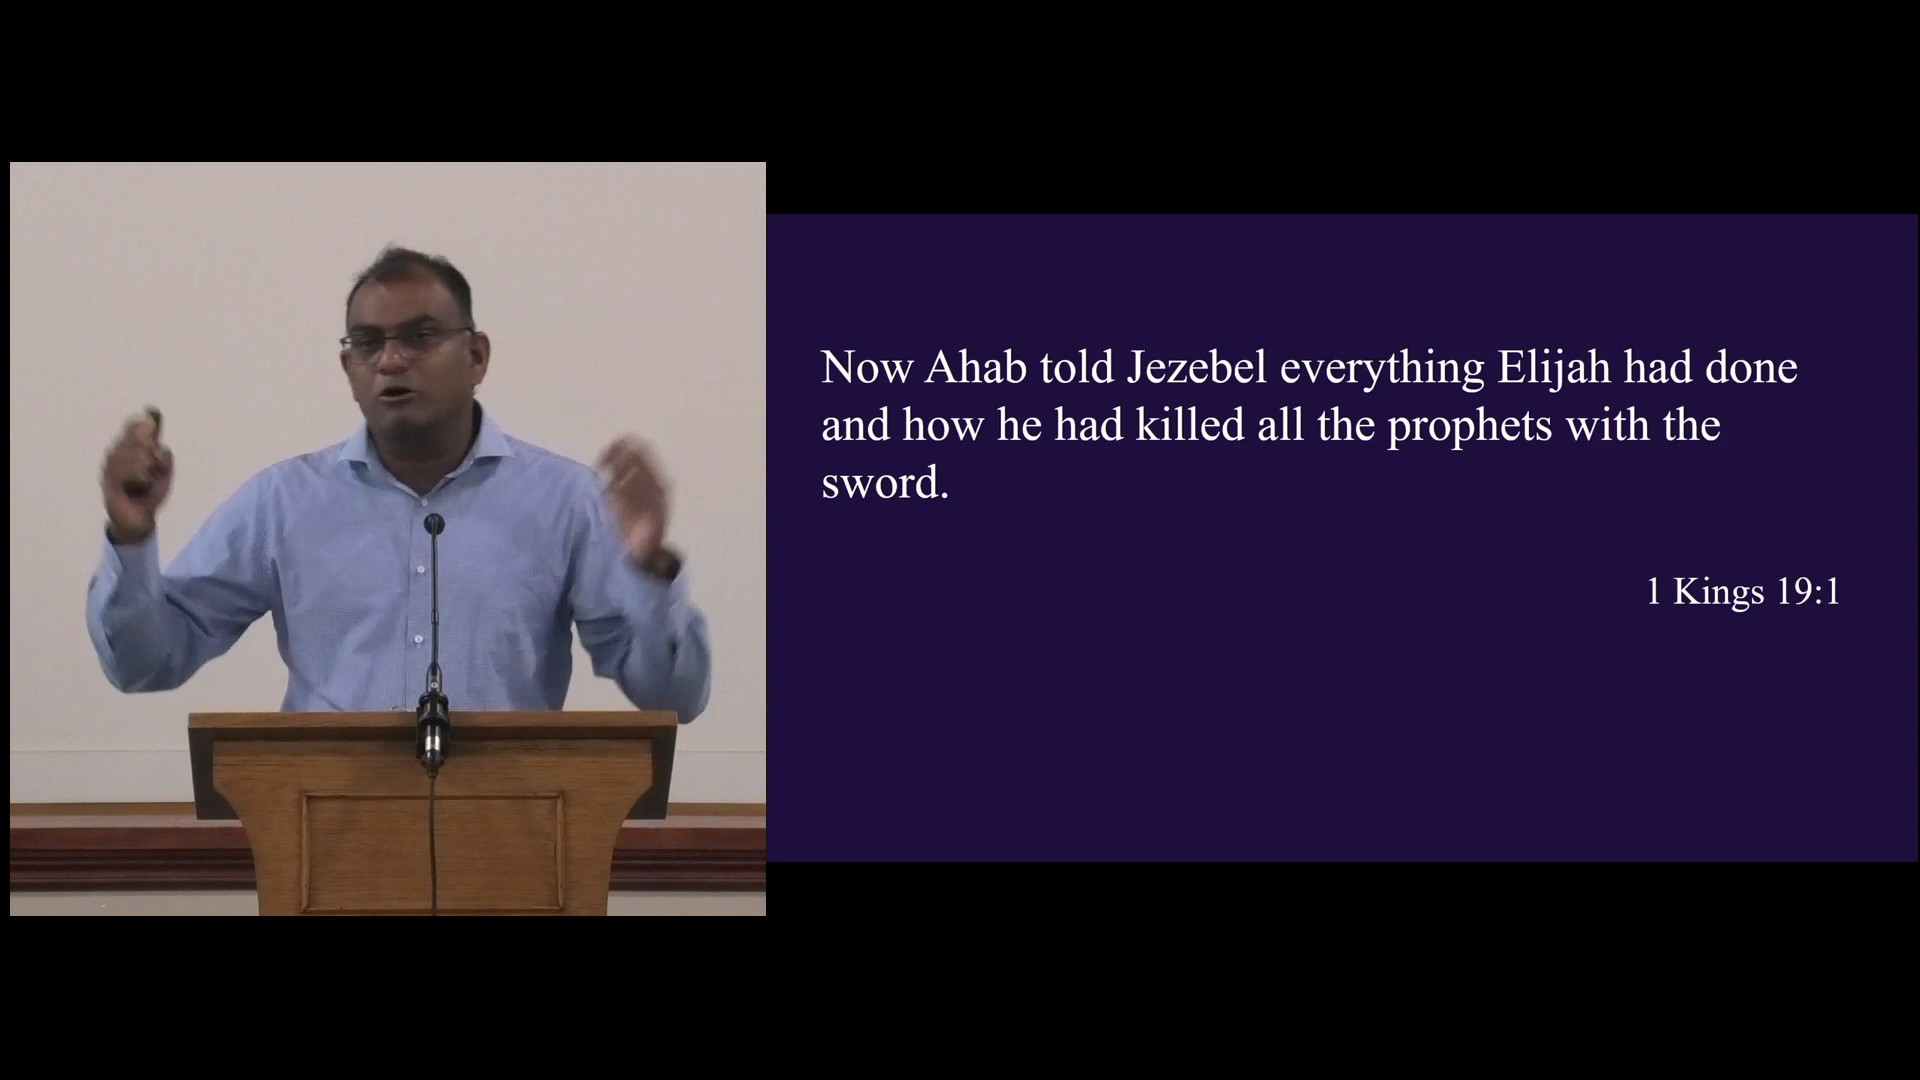 Now Ahab told Jezebel everything Elijah had done
and how he had killed all the prophets with the
sword.
1 Kings 19:1